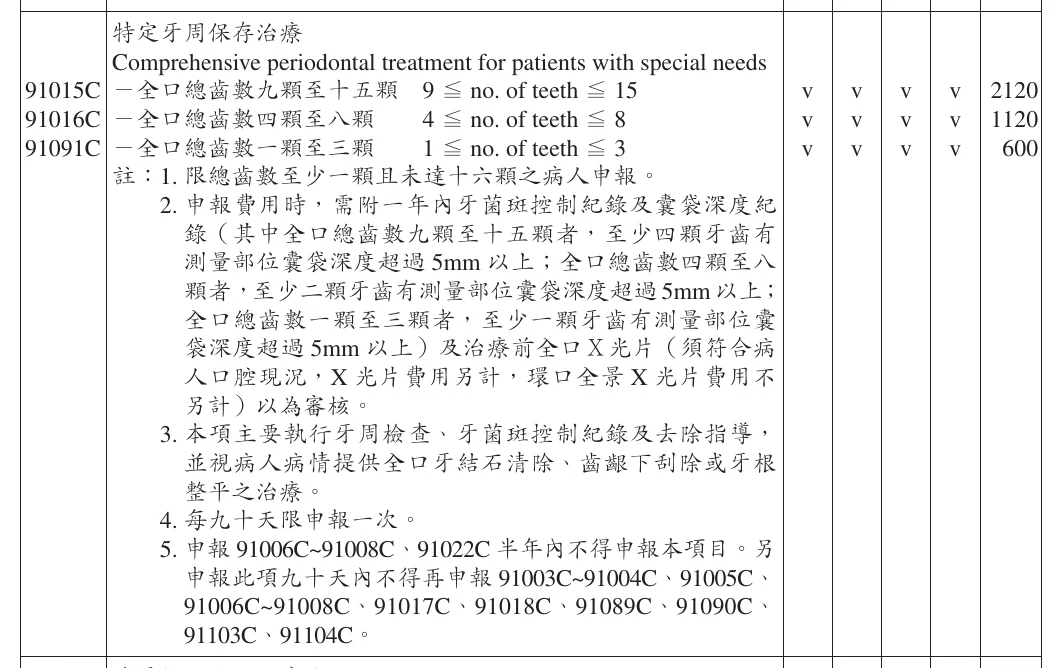 特定牙周保存治療
Comprehensive periodontal treatment for patients with special needs
91015C －全口總齒數九顆至十五顆 9 ≦ no. of teeth ≦ 15 v v v v 2120
91016C －全口總齒數四顆至八顆 4 ≦ no. of teeth ≦ 8 v v v v 1120
91091C －全口總齒數一顆至三顆 1 ≦ no. of teeth ≦ 3 v v v v 600
註：1. 限總齒數至少一顆且未達十六顆之病人申報。
2. 申報費用時，需附一年內牙菌斑控制紀錄及囊袋深度紀
錄（其中全口總齒數九顆至十五顆者，至少四顆牙齒有
測量部位囊袋深度超過 5mm 以上；全口總齒數四顆至八
顆者，至少二顆牙齒有測量部位囊袋深度超過 5mm 以上；
全口總齒數一顆至三顆者，至少一顆牙齒有測量部位囊
袋深度超過 5mm 以上）及治療前全口Ｘ光片（須符合病
人口腔現況，X 光片費用另計，環口全景 X 光片費用不
另計）以為審核。
3. 本項主要執行牙周檢查、牙菌斑控制紀錄及去除指導，
並視病人病情提供全口牙結石清除、齒齦下刮除或牙根
整平之治療。
4. 每九十天限申報一次。
5. 申報 91006C~91008C、91022C 半年內不得申報本項目。另
申報此項九十天內不得再申報 91003C~91004C、91005C、
91006C~91008C、91017C、91018C、91089C、91090C、
91103C、91104C。